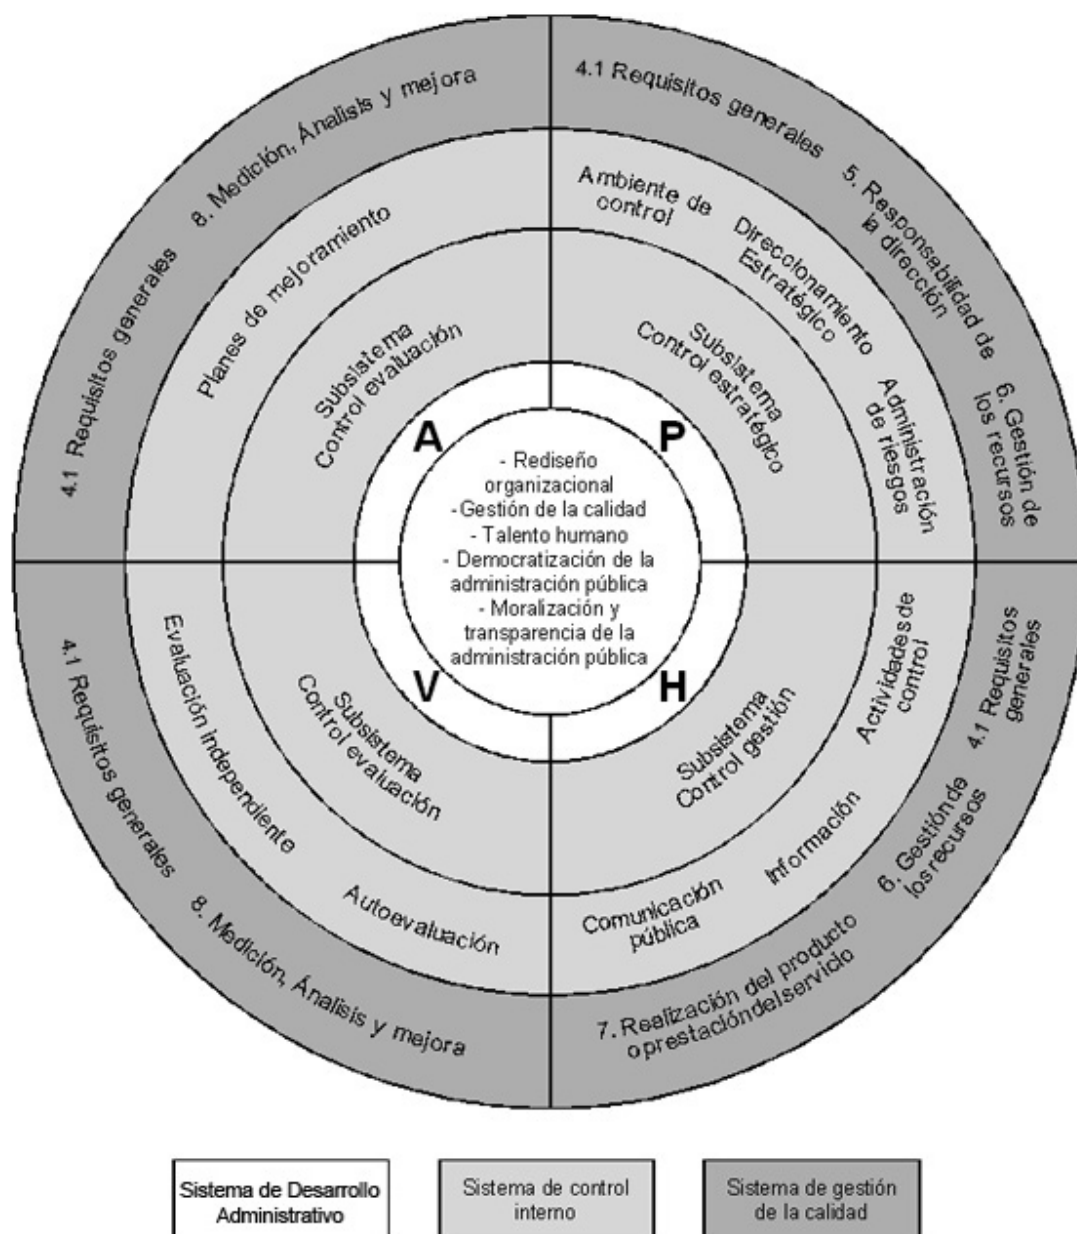 8. Medición, Ánalisis y mejora
4.1 Requisitos generales
4.1 Requisitos generales
5. Responsabilidad de
la dirección
6. Gestión de
los recursos
Planes de mejoramiento
Ambiente de
control
Direccionamiento
Estratégico
Administración
de riesgos
Subsistema
Control evaluación
Subsistema
Control estratégico
A
P
- Rediseño
organizacional
-Gestión de la calidad
- Talento humano
- Democratización de la
administración pública
- Moralización y
transparencia de la
administración pública
V
H
Subsistema
Control evaluación
Subsistema
Control gestión
Evaluación Independiente
Autoevaluación
Actividades de
control
Información
Comunicación
pública
4.1 Requisitos generales
8. Medición, Ánalisis y mejora
4.1 Requisitos
generales
6. Gestión de
los recursos
7. Realización del producto
o prestación del servicio
Sistema de Desarrollo
Administrativo
Sistema de control
interno
Sistema de gestión
de la calidad